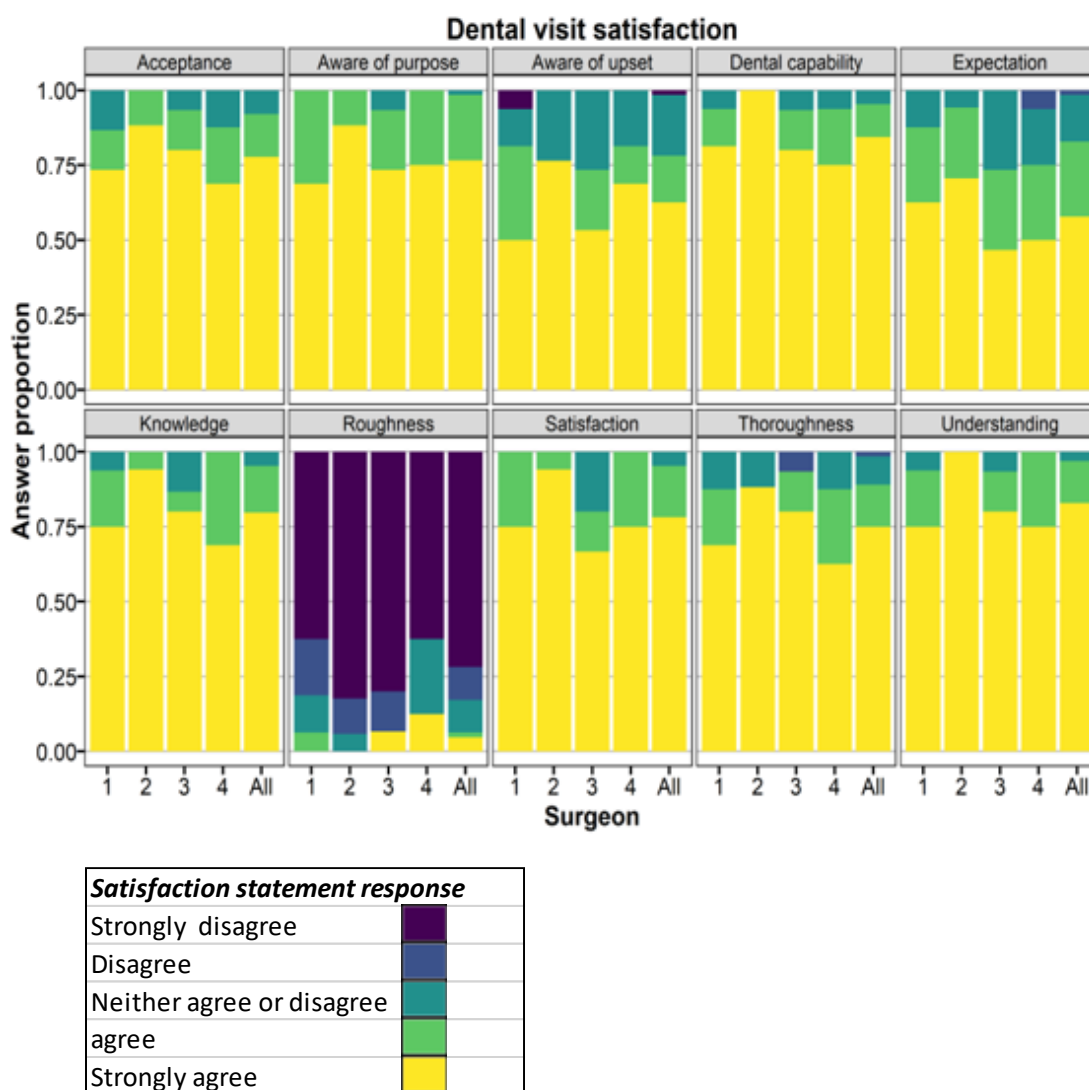 Dental visit satisfaction
Acceptance Aware of purpose Aware of upset Dental capability Expectation
1.00
0.75
0.50
0.25
0.00
Answer proportion
Knowledge Roughness Satisfaction Thoroughness Understanding
1.00
0.75
0.50
0.25
0.00
1 2 3 4 All 1 2 3 4 All 1 2 3 4 All 1 2 3 4 All 1 2 3 4 All
Surgeon
Satisfaction statement response
Strongly disagree
Disagree
Neither agree or disagree
agree
Strongly agree